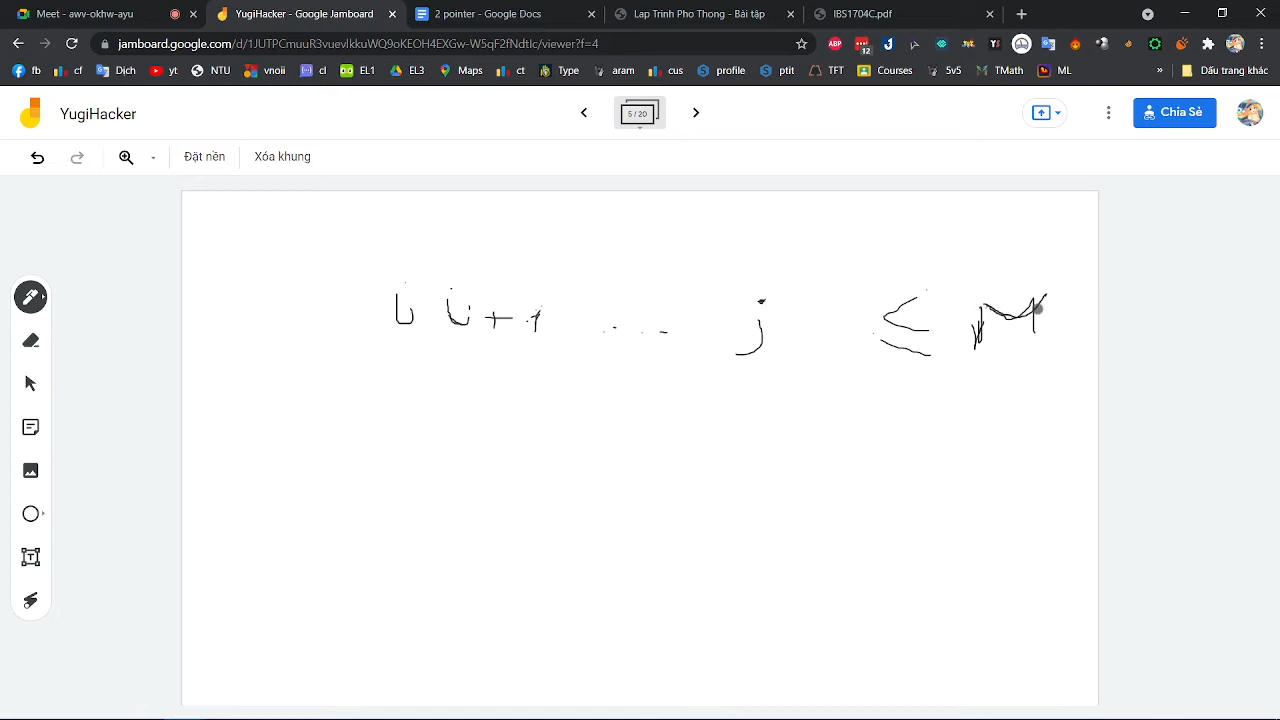 Meet - awv-okhw-ayu YugiHacker - Google Jamboard 2 pointer - Google Docs Lap Trinh Pho Thong - Bài tập IBS1704C.pdf
jamboard.google.com/d/1JUTPCmuuR3vuevlkkuWQ9oKEOH4EXGw-W5qF2fNdtlc/viewer?f=4 ABP 12
fb cf Dịch yt NTU vnoii cl EL1 EL3 Maps ct Type aram cus profile ptit TFT Courses 5v5 TMath ML » Dấu trang khác
YugiHacker 5 / 20 Chia Sẻ
Đặt nền Xóa khung
i i+1 .... j ≤ M